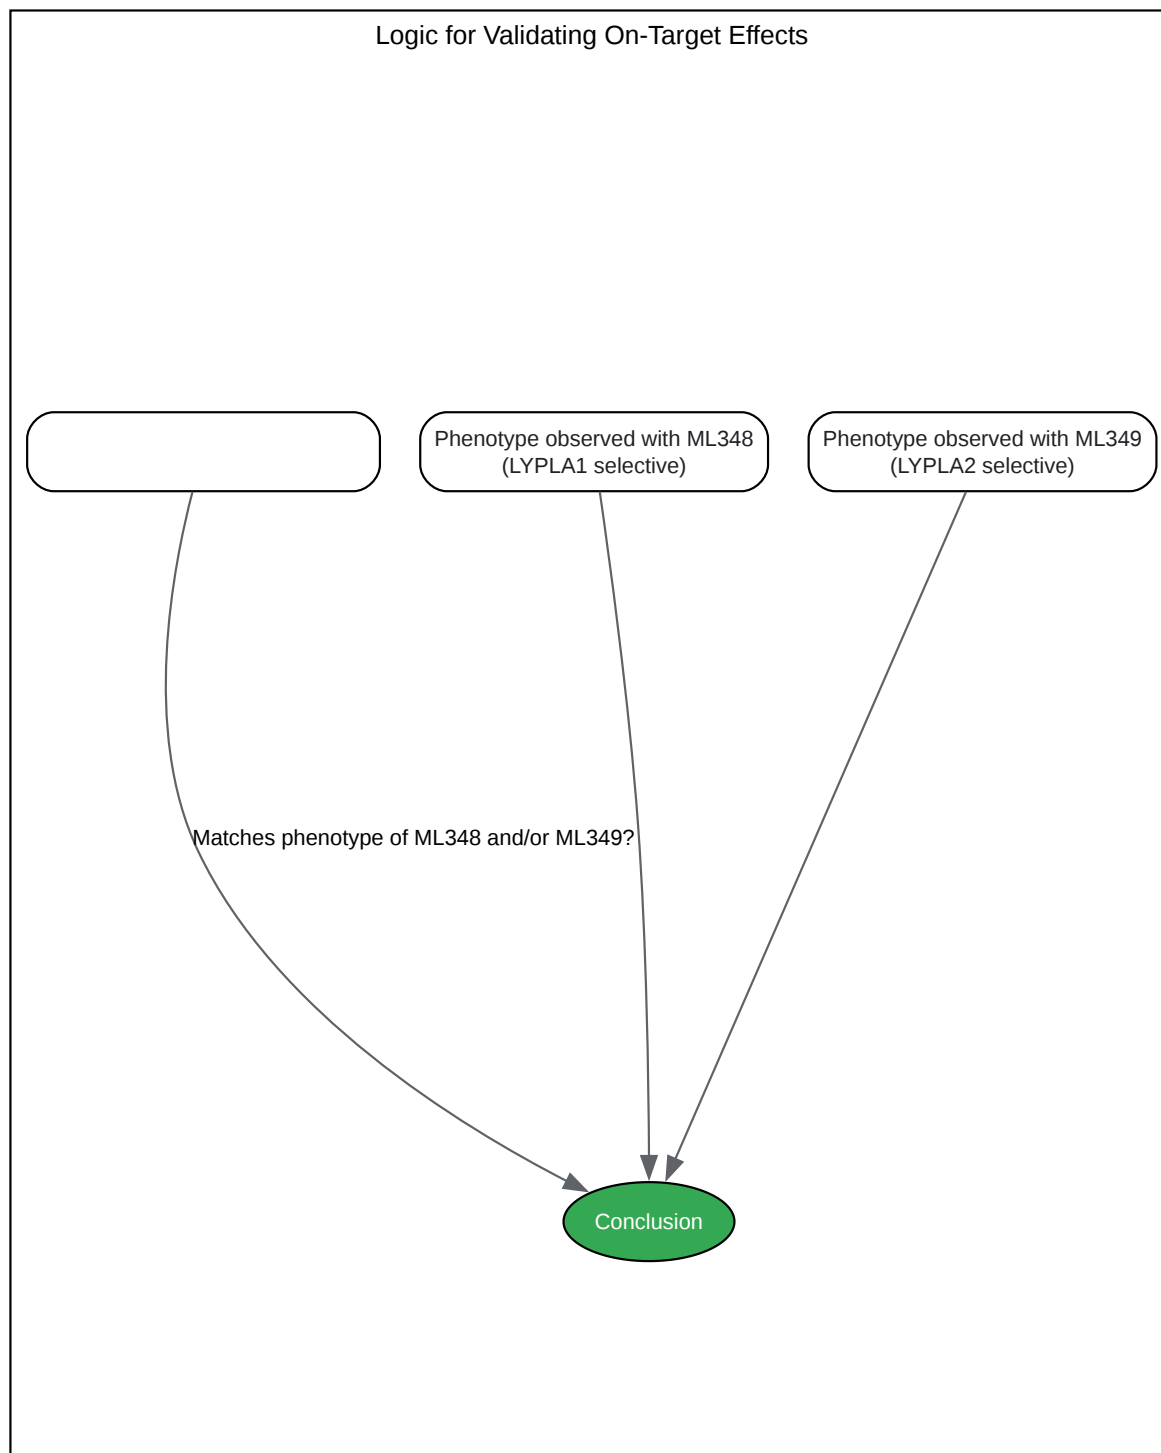 Logic for Validating On-Target Effects
Phenotype observed with ML348
(LYPLA1 selective)
Phenotype observed with ML349
(LYPLA2 selective)
Matches phenotype of ML348 and/or ML349?
Conclusion